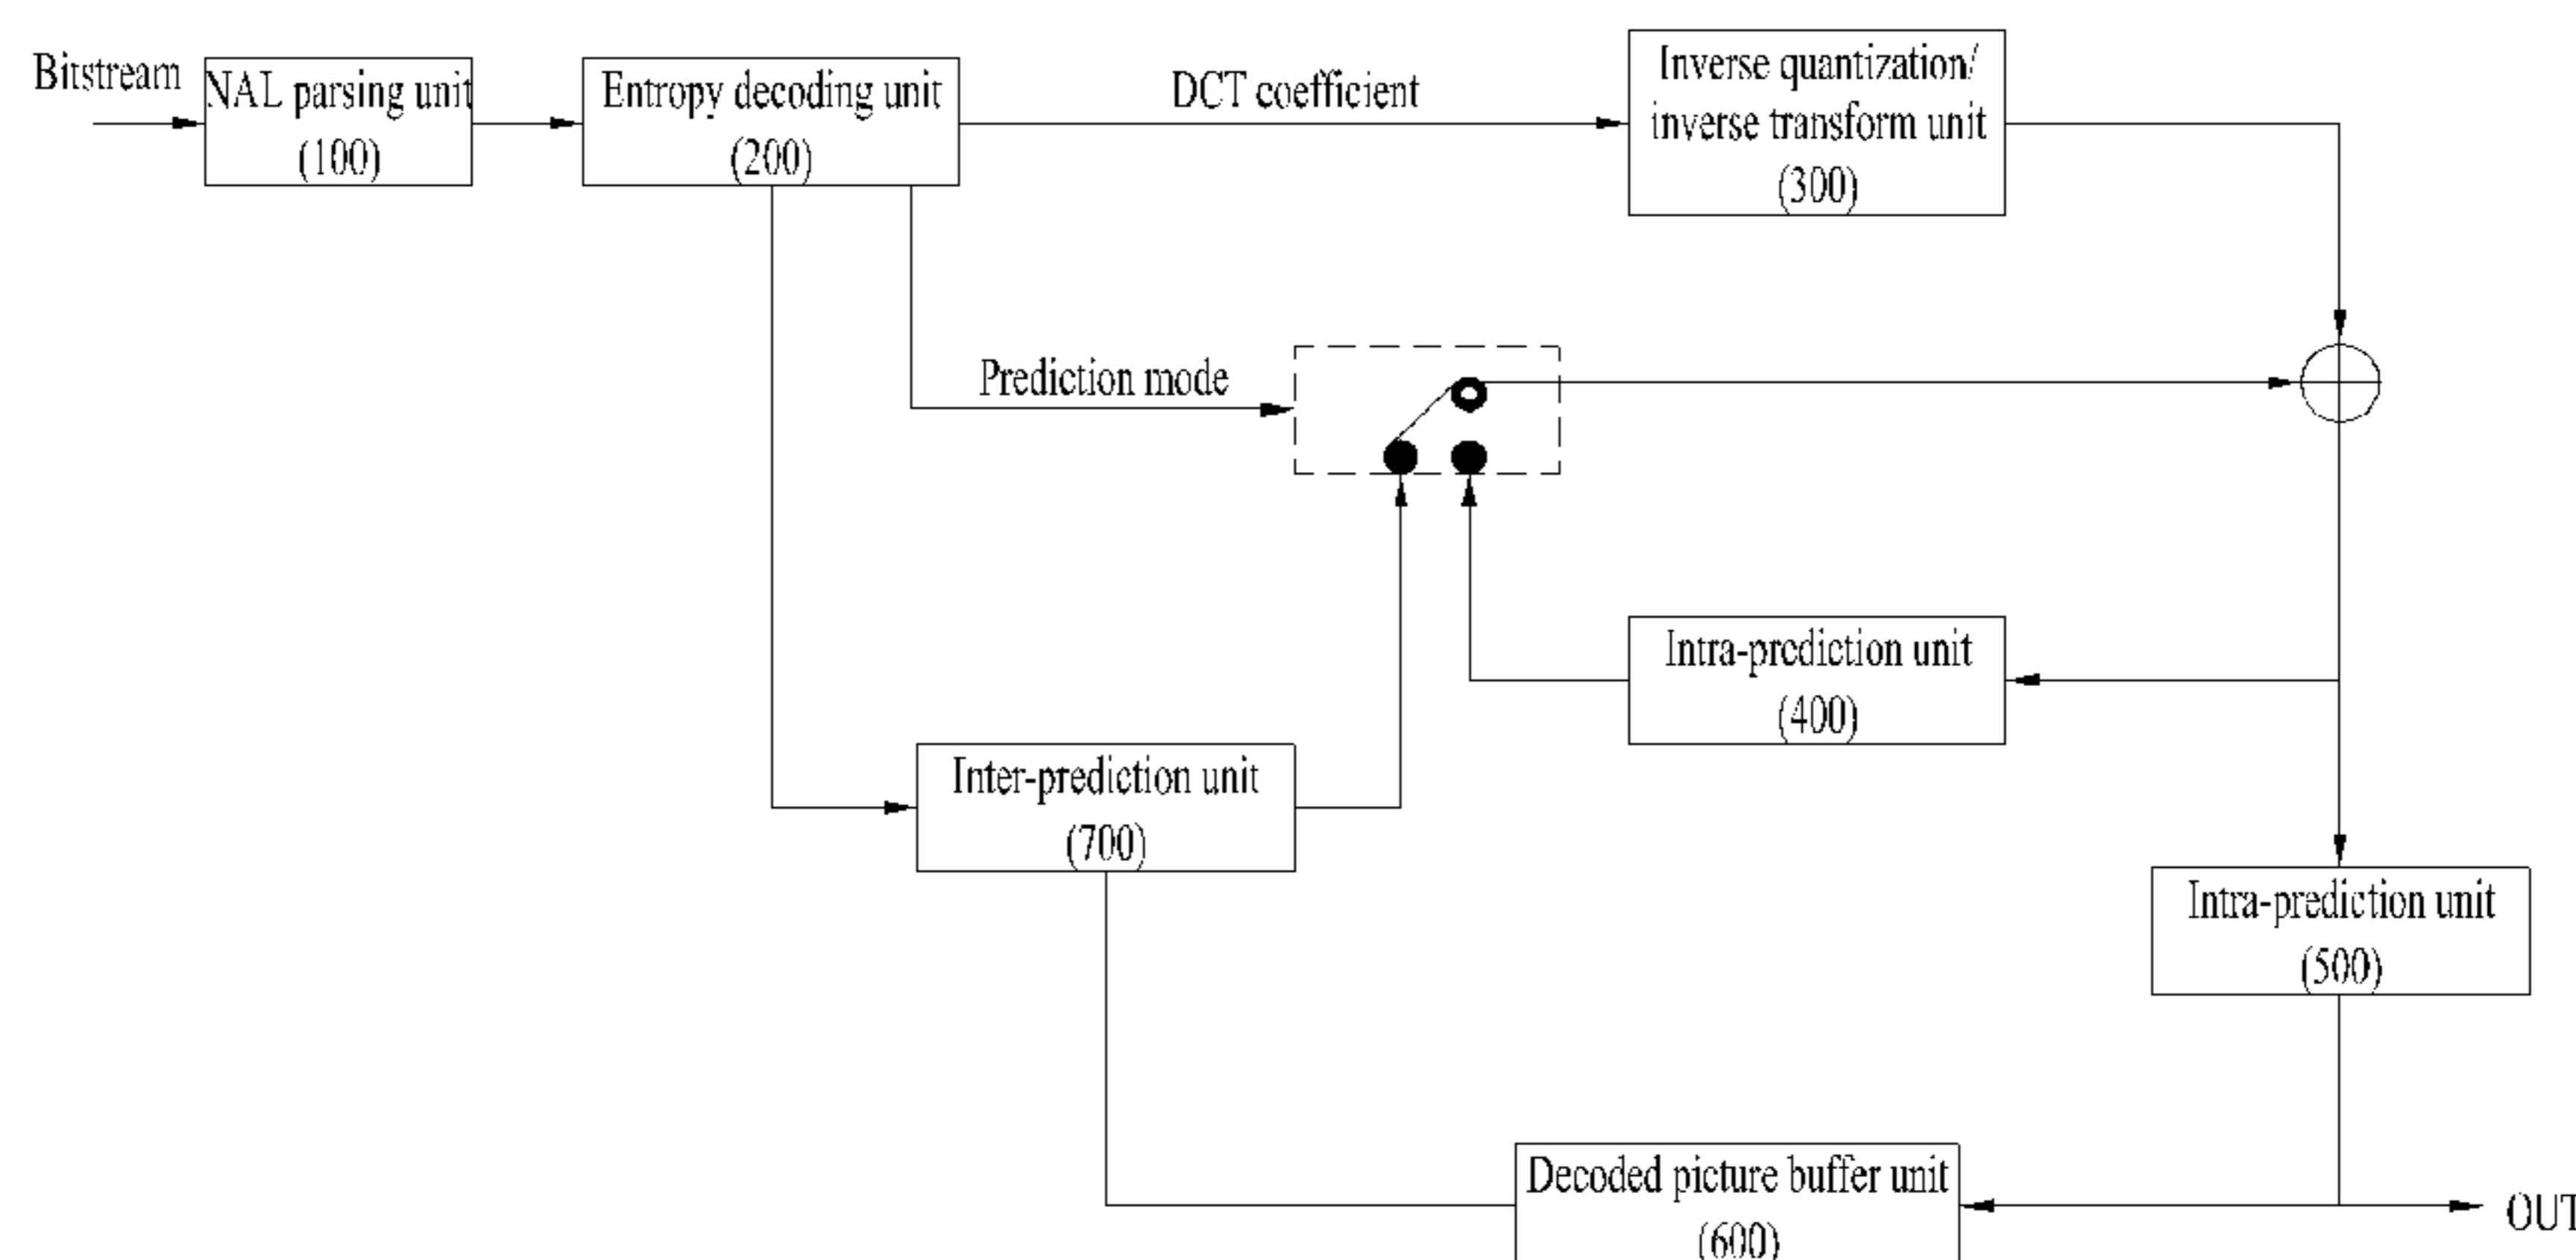 Bitstream
NAL parsing unit
(100)
Entropy decoding unit
(200)
DCT coefficient
Inverse quantization/
inverse transform unit
(300)
Prediction mode
Intra-prediction unit
(400)
Inter-prediction unit
(700)
Intra-prediction unit
(500)
Decoded picture buffer unit
(600)
OUT